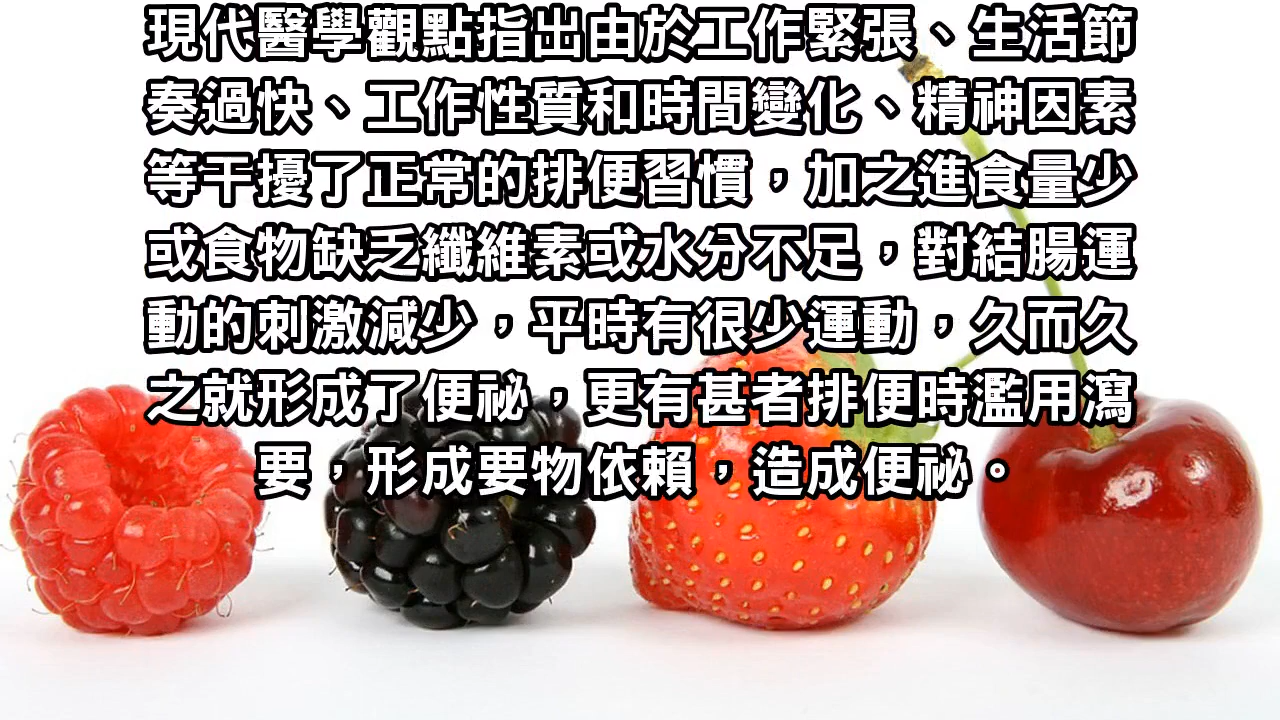 現代醫學觀點指出由於工作緊張、生活節
奏過快、工作性質和時間變化、精神因素
等干擾了正常的排便習慣，加之進食量少
或食物缺乏纖維素或水分不足，對結腸運
動的刺激減少，平時有很少運動，久而久
之就形成了便祕，更有甚者排便時濫用瀉
要，形成要物依賴，造成便祕。